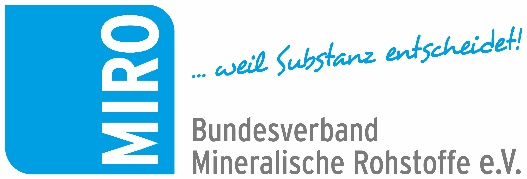 MIRO
... weil Substanz entscheidet!
Bundesverband
Mineralische Rohstoffe e.V.